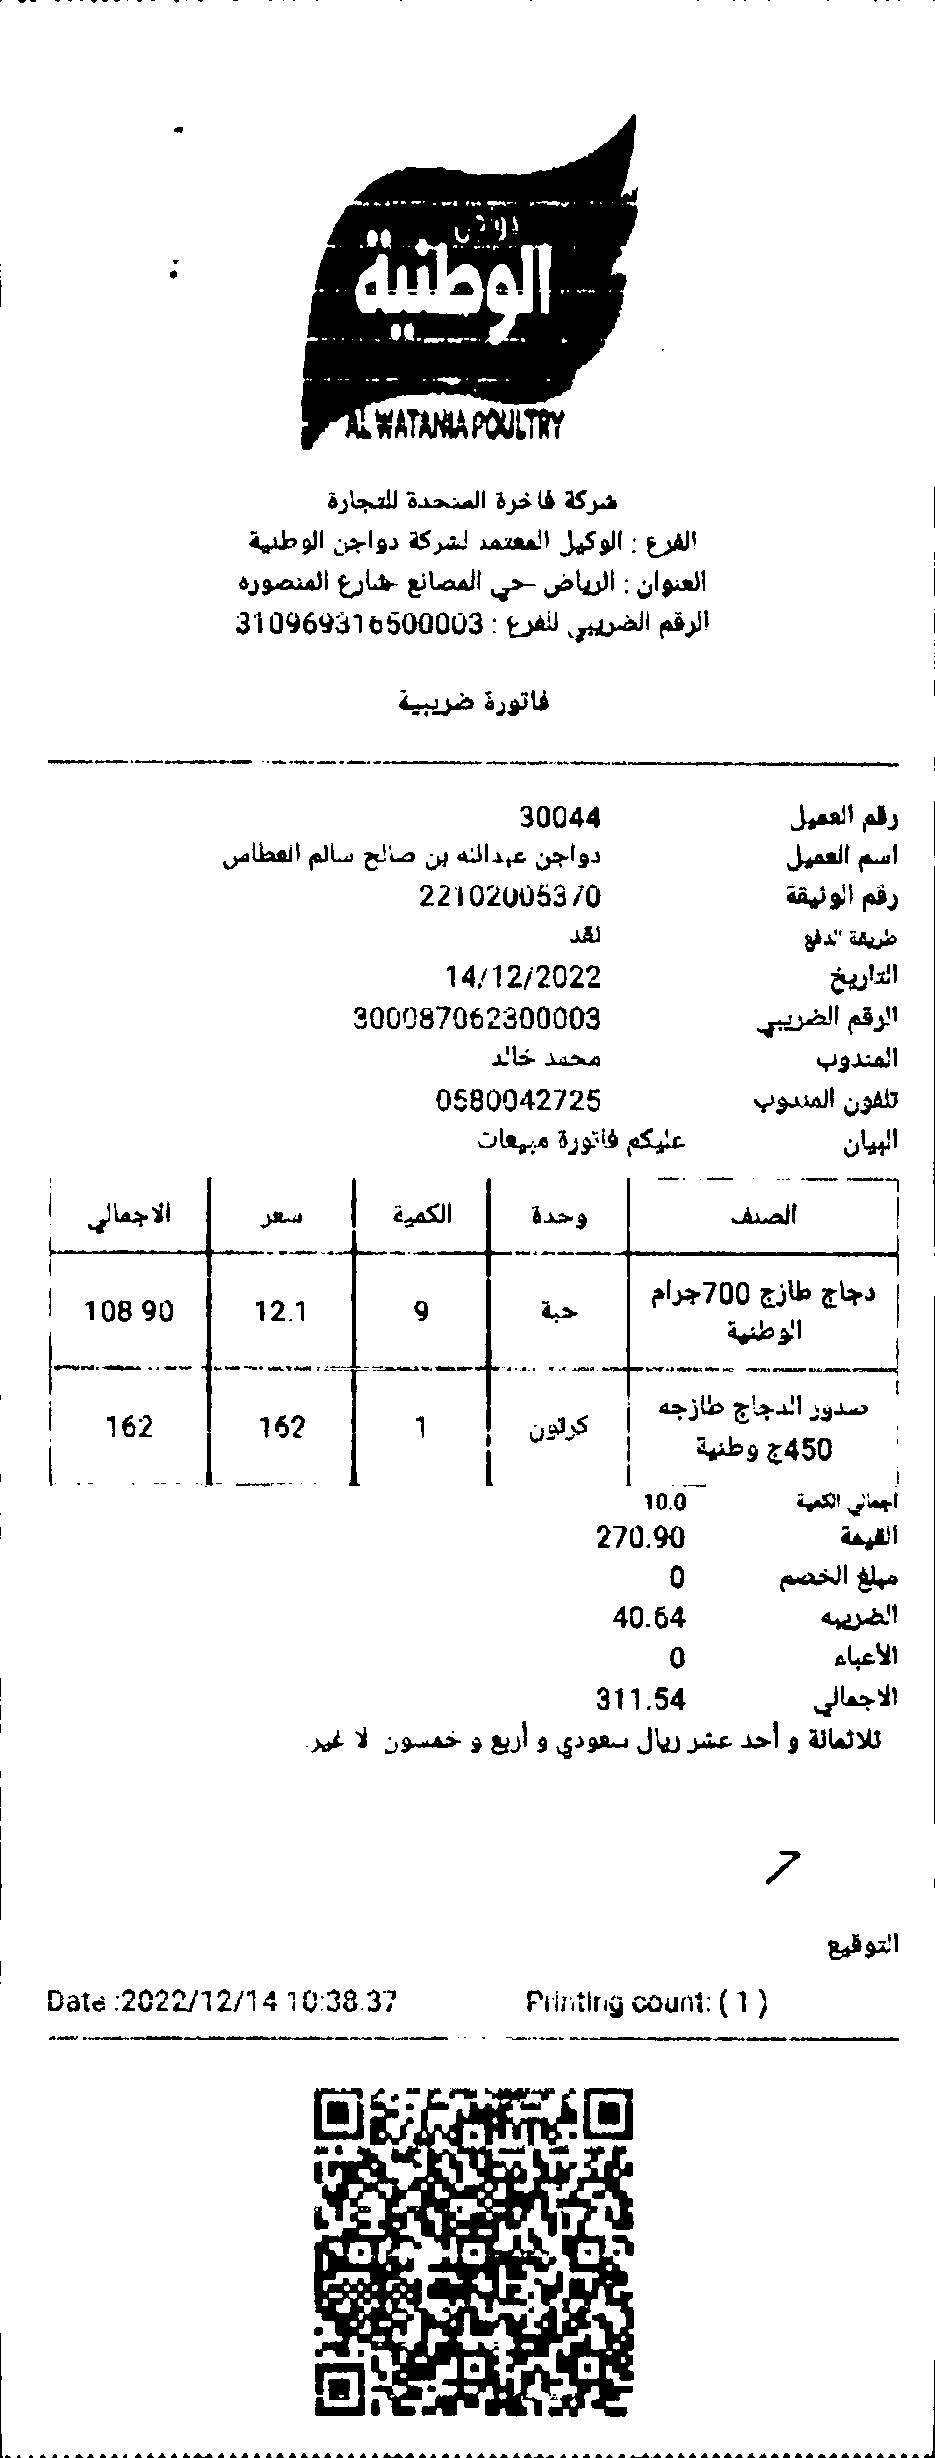 دواجن
الوطنية
AL WATANIA POULTRY
شركة فاخرة المتحدة للتجارة
الفرع : الوكيل المعتمد لشركة دواجن الوطنية
العنوان : الرياض -حي المصانع -شارع المنصوره
الرقم الضريبي للفرع : 310969316500003
فاتورة ضريبية
رقم العميل 30044
اسم العميل دواجن عبدالله بن صالح سالم العطاس
رقم الوثيقة 22102005370
طريقة الدفع نقد
التاريخ 14/12/2022
الرقم الضريبي 300087062300003
المندوب محمد خالد
تلفون المندوب 0580042725
البيان عليكم فاتورة مبيعات
الصنف وحدة الكمية سعر الاجمالي
دجاج طازج 700جرام الوطنية حبة 9 12.1 108.90
صدور الدجاج طازجه 450ج وطنية كرتون 1 162 162
اجمالي الكمية 10.0
القيمة 270.90
مبلغ الخصم 0
الضريبه 40.64
الأعباء 0
الاجمالي 311.54
ثلاثمائة و أحد عشر ريال سعودي و أربع و خمسون لا غير.
التوقيع
Date :2022/12/14 10:38:37 Printing count: ( 1 )